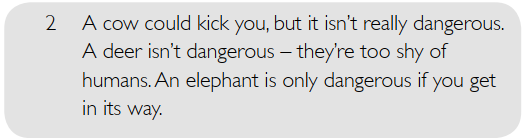 2 A cow could kick you, but it isn’t really dangerous.
A deer isn’t dangerous – they’re too shy of
humans. An elephant is only dangerous if you get
in its way.